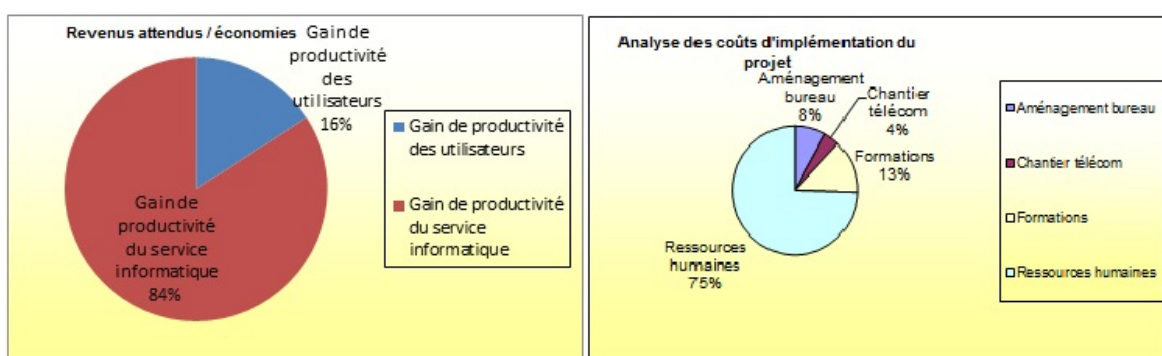 Revenus attendus / économies
Gain de
productivité
des
utilisateurs
16%
Gain de
productivité
du service
informatique
84%
Gain de productivité
des utilisateurs
Gain de productivité
du service
informatique
Analyse des coûts d'implémentation du
projet
Aménagement
bureau
8%
Chantier
télécom
4%
Formations
13%
Ressources
humaines
75%
Aménagement bureau
Chantier télécom
Formations
Ressources humaines